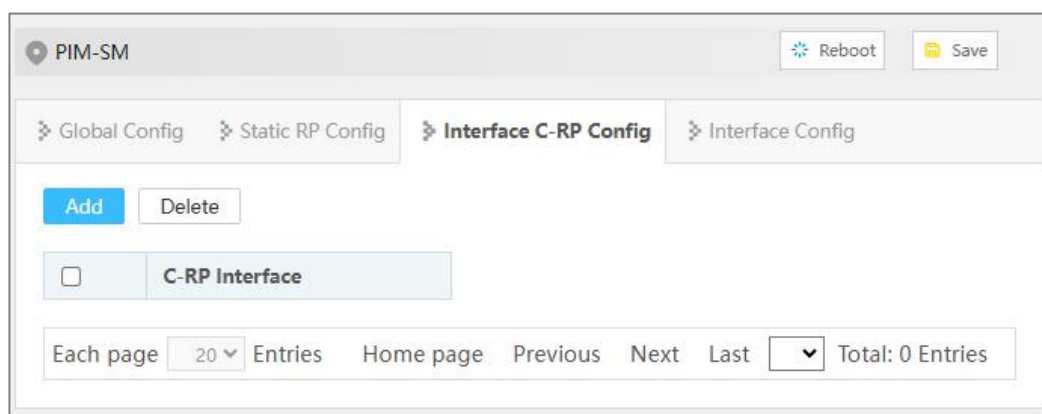 PIM-SM Reboot Save
Global Config Static RP Config Interface C-RP Config Interface Config
Add Delete
C-RP Interface
Each page 20 Entries Home page Previous Next Last Total: 0 Entries